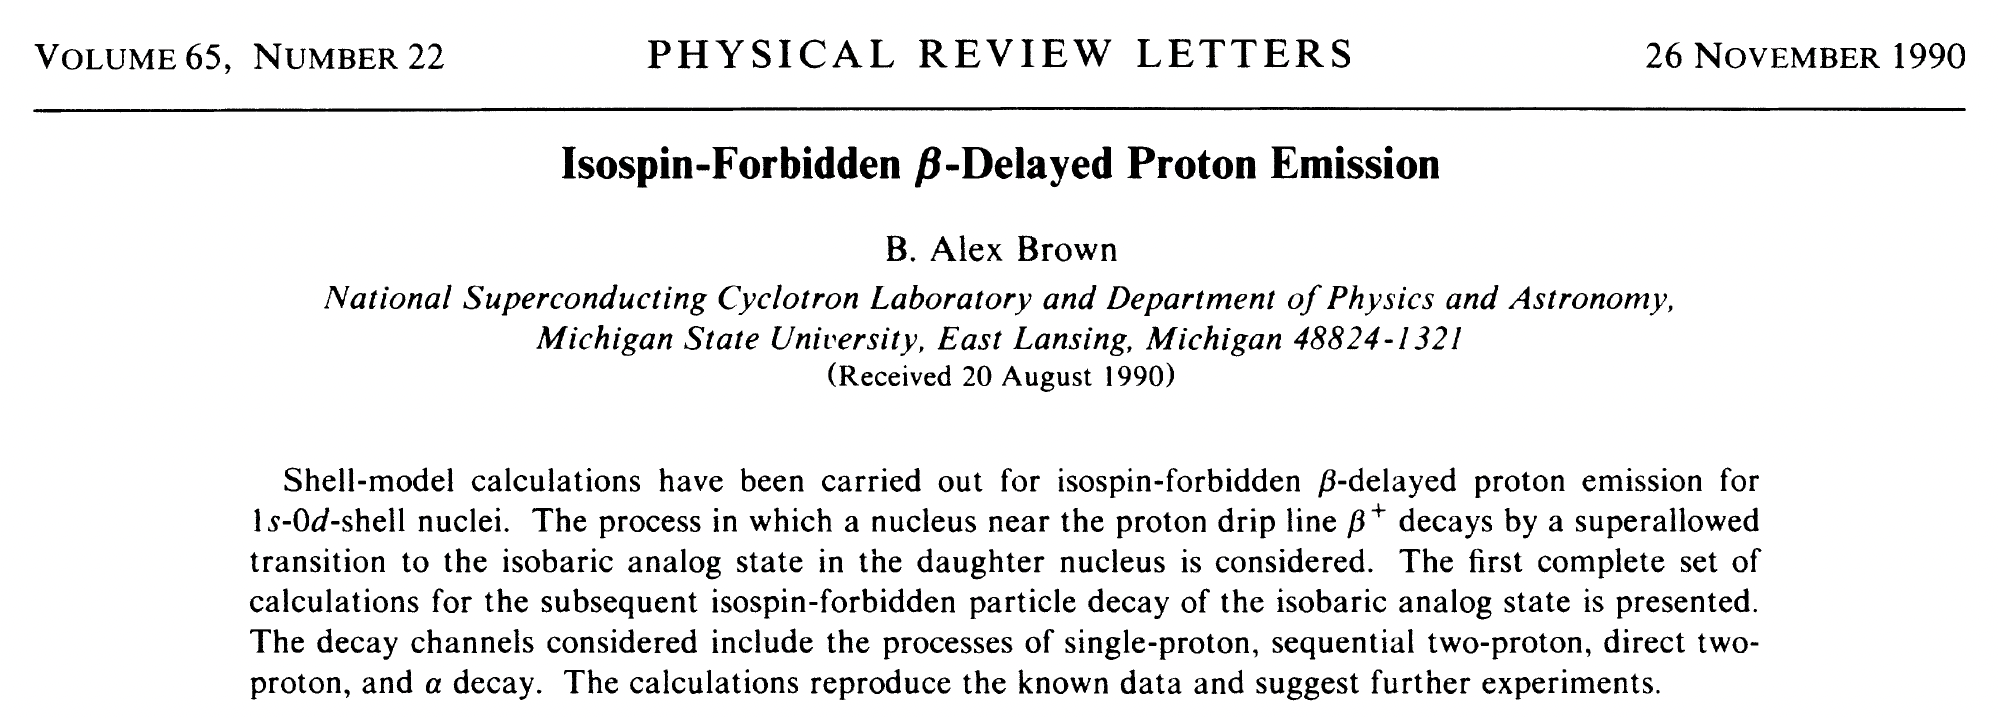 VOLUME 65, NUMBER 22 PHYSICAL REVIEW LETTERS 26 NOVEMBER 1990
Isospin-Forbidden β-Delayed Proton Emission
B. Alex Brown
National Superconducting Cyclotron Laboratory and Department of Physics and Astronomy,
Michigan State University, East Lansing, Michigan 48824-1321
(Received 20 August 1990)
Shell-model calculations have been carried out for isospin-forbidden β-delayed proton emission for
1s-0d-shell nuclei. The process in which a nucleus near the proton drip line β⁺ decays by a superallowed
transition to the isobaric analog state in the daughter nucleus is considered. The first complete set of
calculations for the subsequent isospin-forbidden particle decay of the isobaric analog state is presented.
The decay channels considered include the processes of single-proton, sequential two-proton, direct two-
proton, and α decay. The calculations reproduce the known data and suggest further experiments.